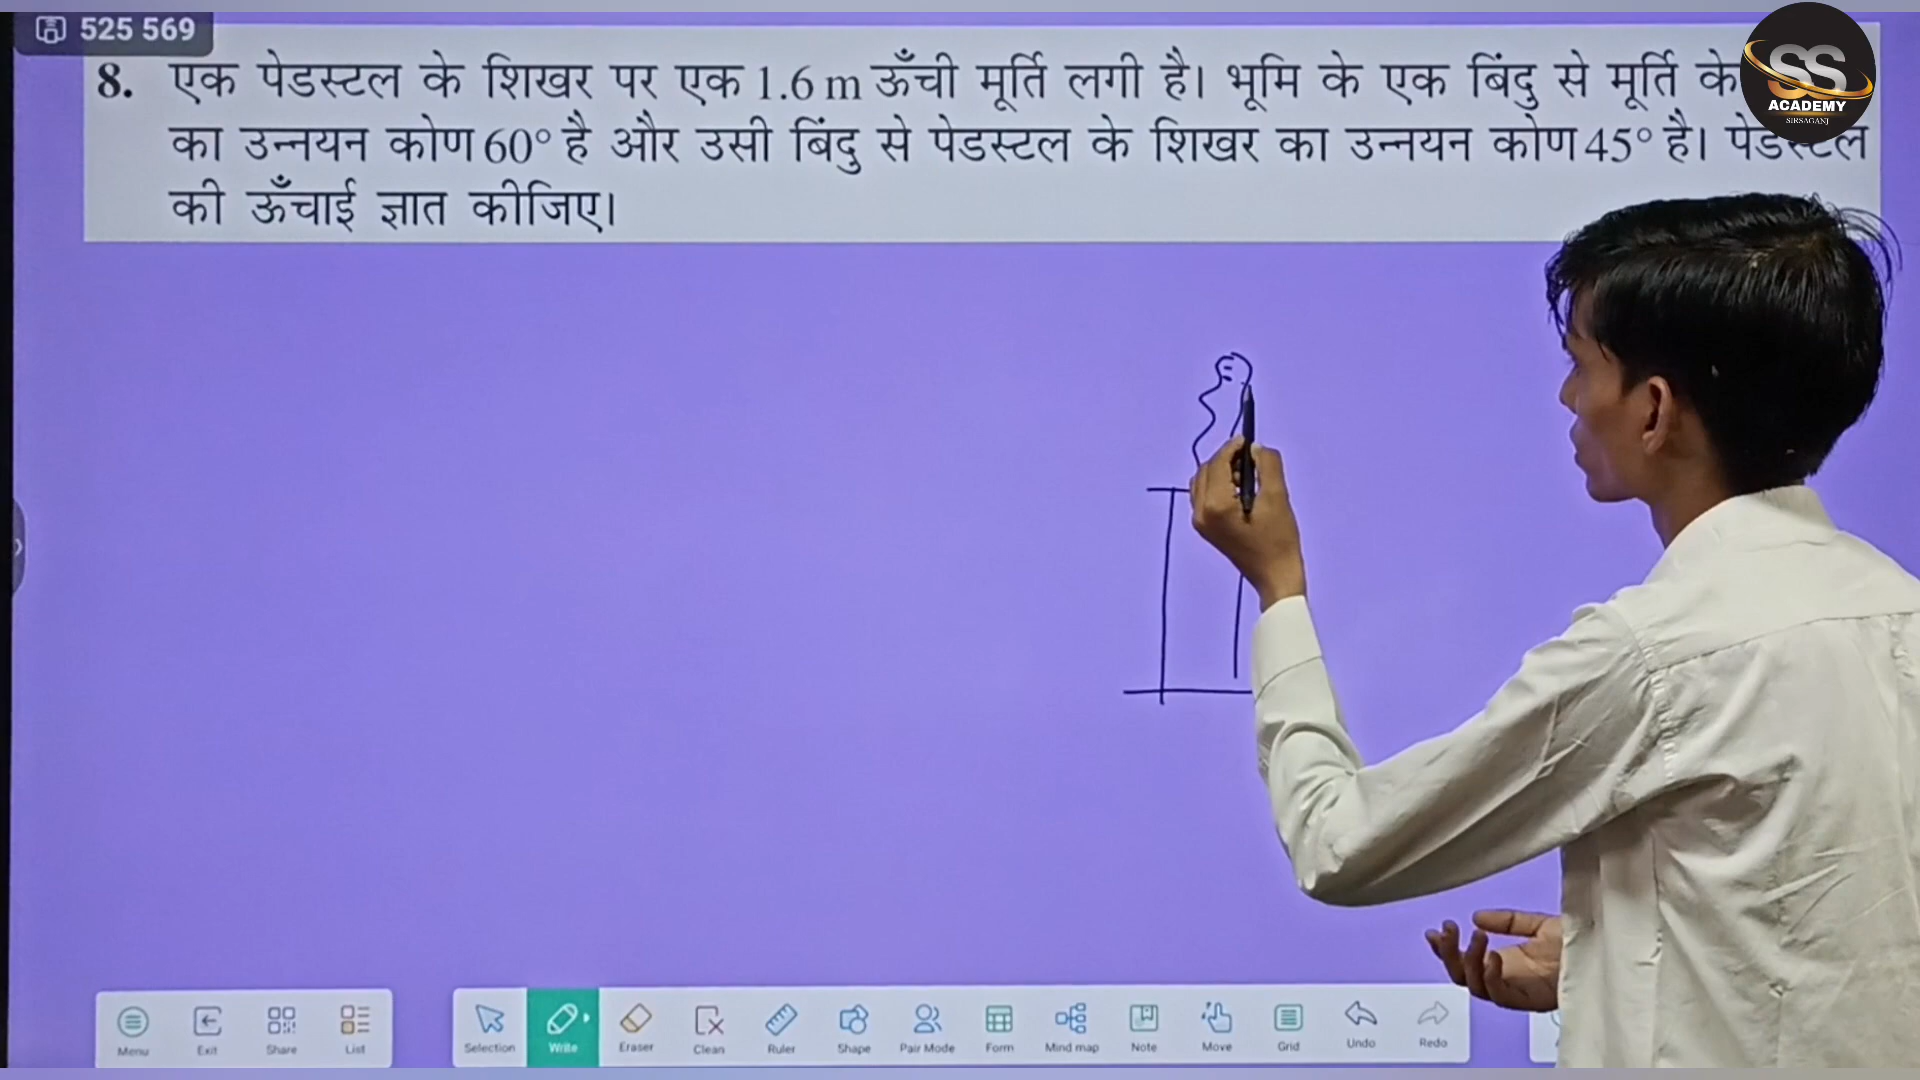 525 569
8. एक पेडस्टल के शिखर पर एक 1.6 m ऊँची मूर्ति लगी है। भूमि के एक बिंदु से मूर्ति के
का उन्नयन कोण 60° है और उसी बिंदु से पेडस्टल के शिखर का उन्नयन कोण 45° है। पेडस्टल
की ऊँचाई ज्ञात कीजिए।
SS
ACADEMY
SIRSAGANJ
Menu Exit Share List Selection Write Eraser Clean Ruler Shape Pair Mode Form Mind map Note Move Grid Undo Redo